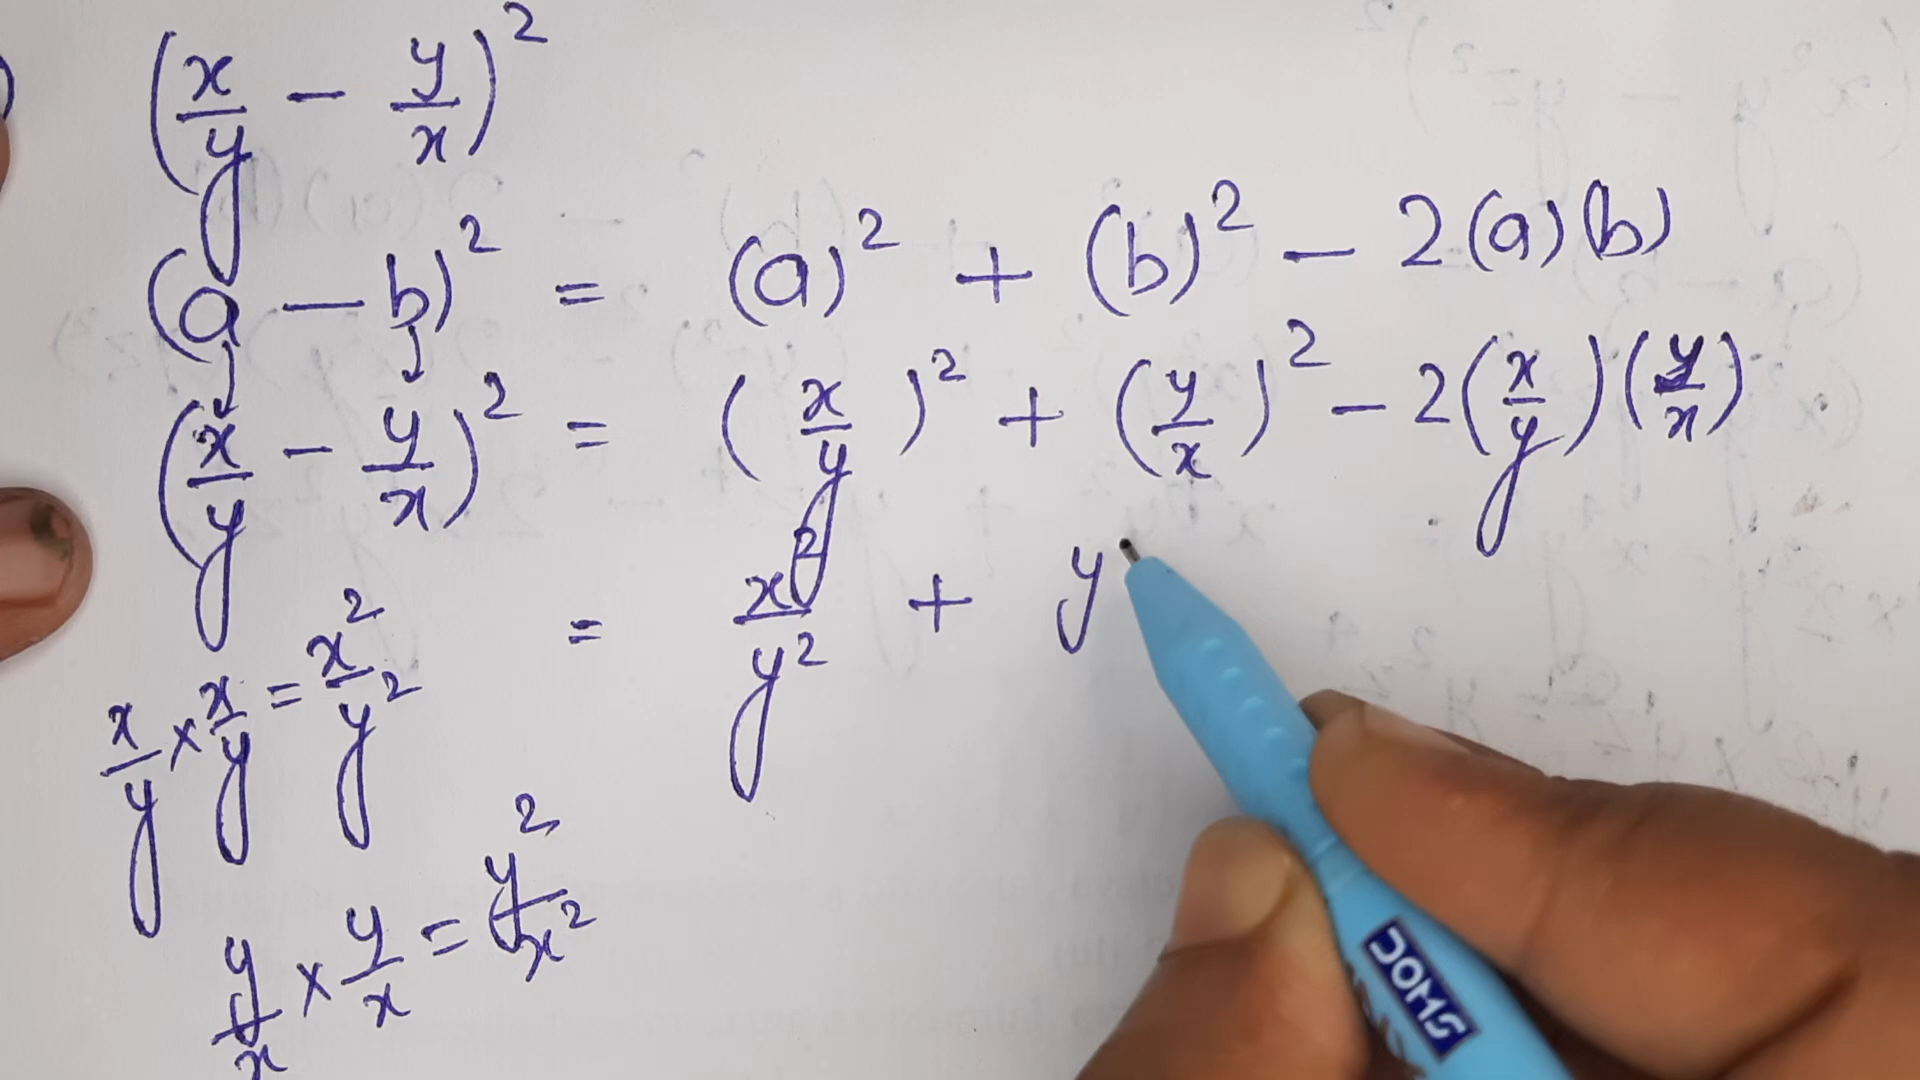 (x/y - y/x)²
(a - b)² = (a)² + (b)² - 2(a)(b)
(x/y - y/x)² = (x/y)² + (y/x)² - 2(x/y)(y/x)
= x²/y² + y
x/y × x/y = x²/y²
y/x × y/x = y²/x²
DOMS